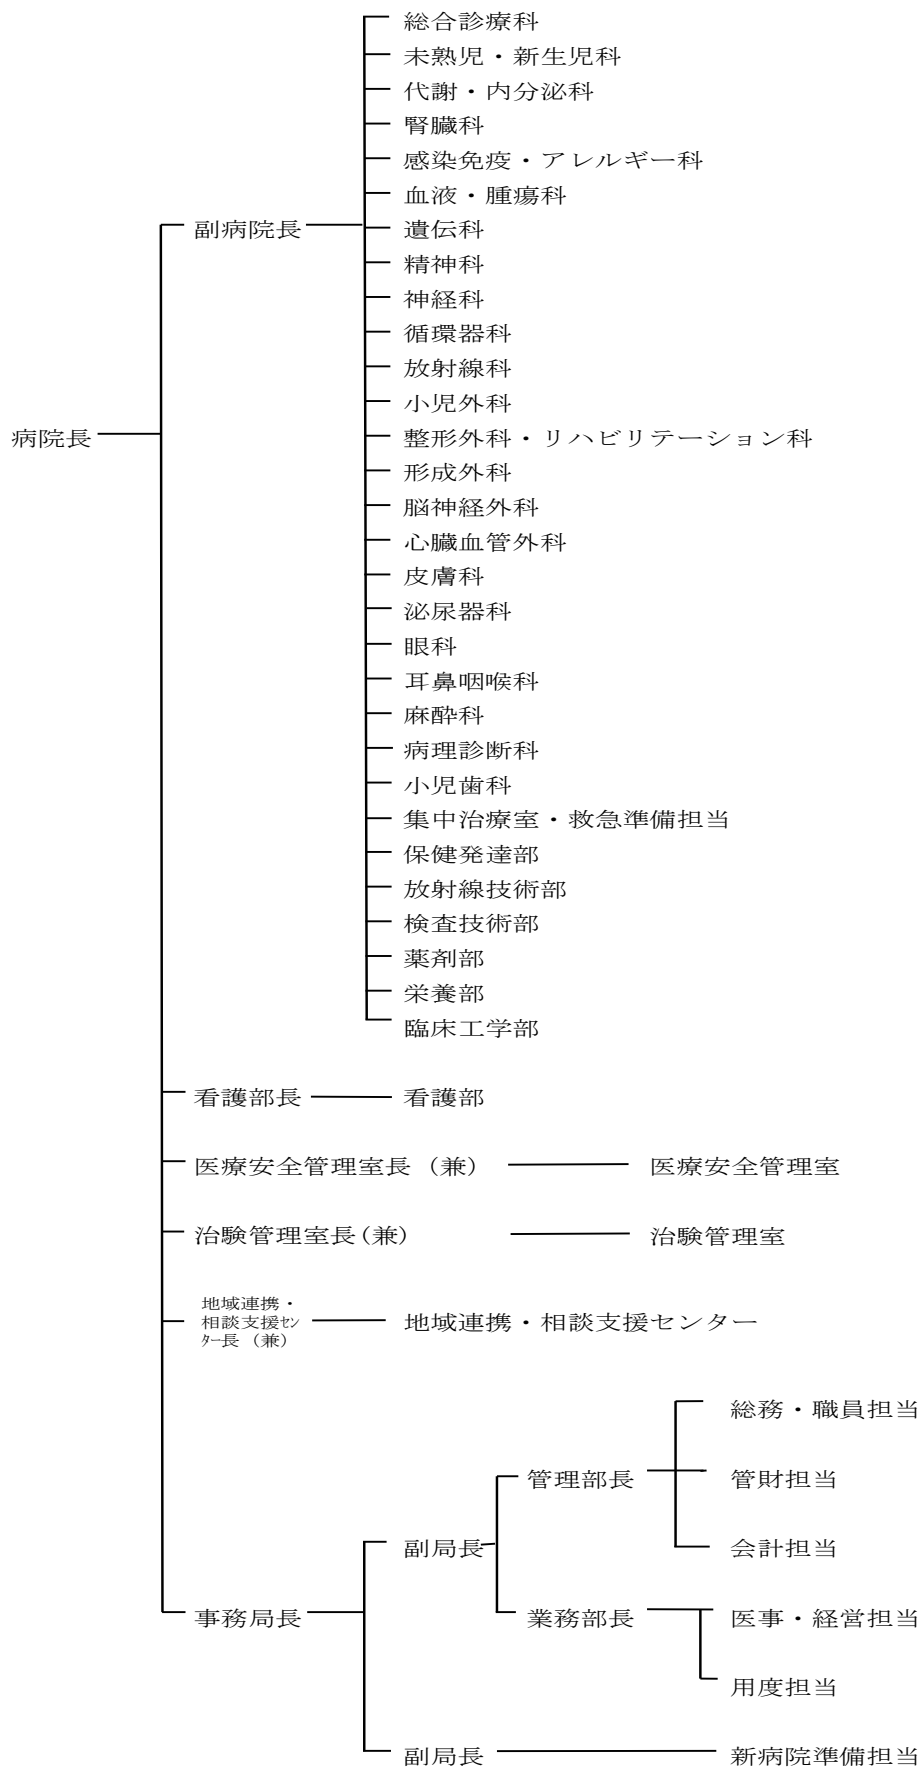 総合診療科
未熟児・新生児科
代謝・内分泌科
腎臓科
感染免疫・アレルギー科
血液・腫瘍科
副病院長
遺伝科
精神科
神経科
循環器科
放射線科
小児外科
病院長
整形外科・リハビリテーション科
形成外科
脳神経外科
心臓血管外科
皮膚科
泌尿器科
眼科
耳鼻咽喉科
麻酔科
病理診断科
小児歯科
集中治療室・救急準備担当
保健発達部
放射線技術部
検査技術部
薬剤部
栄養部
臨床工学部
看護部長
看護部
医療安全管理室長（兼）
医療安全管理室
治験管理室長(兼)
治験管理室
地域連携・
相談支援セン
ター長（兼）
地域連携・相談支援センター
総務・職員担当
管理部長
管財担当
副局長
会計担当
事務局長
業務部長
医事・経営担当
用度担当
副局長
新病院準備担当